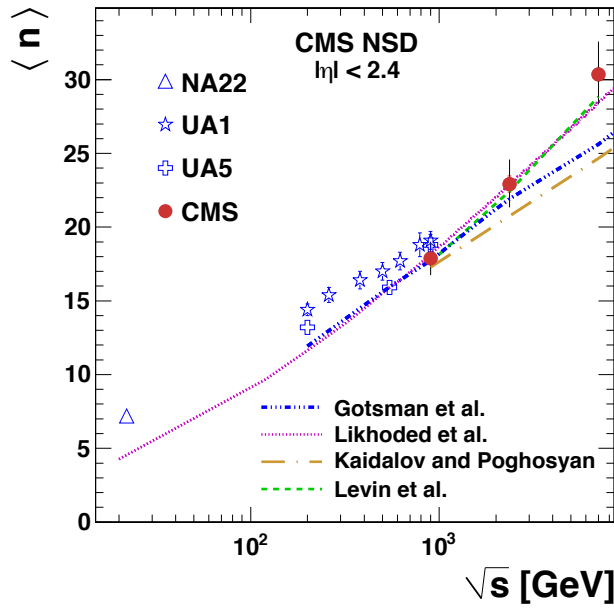 ⟨ n ⟩
CMS NSD
|η| < 2.4
NA22
UA1
UA5
CMS
30
25
20
15
10
5
0
Gotsman et al.
Likhoded et al.
Kaidalov and Poghosyan
Levin et al.
10²
10³
√s [GeV]